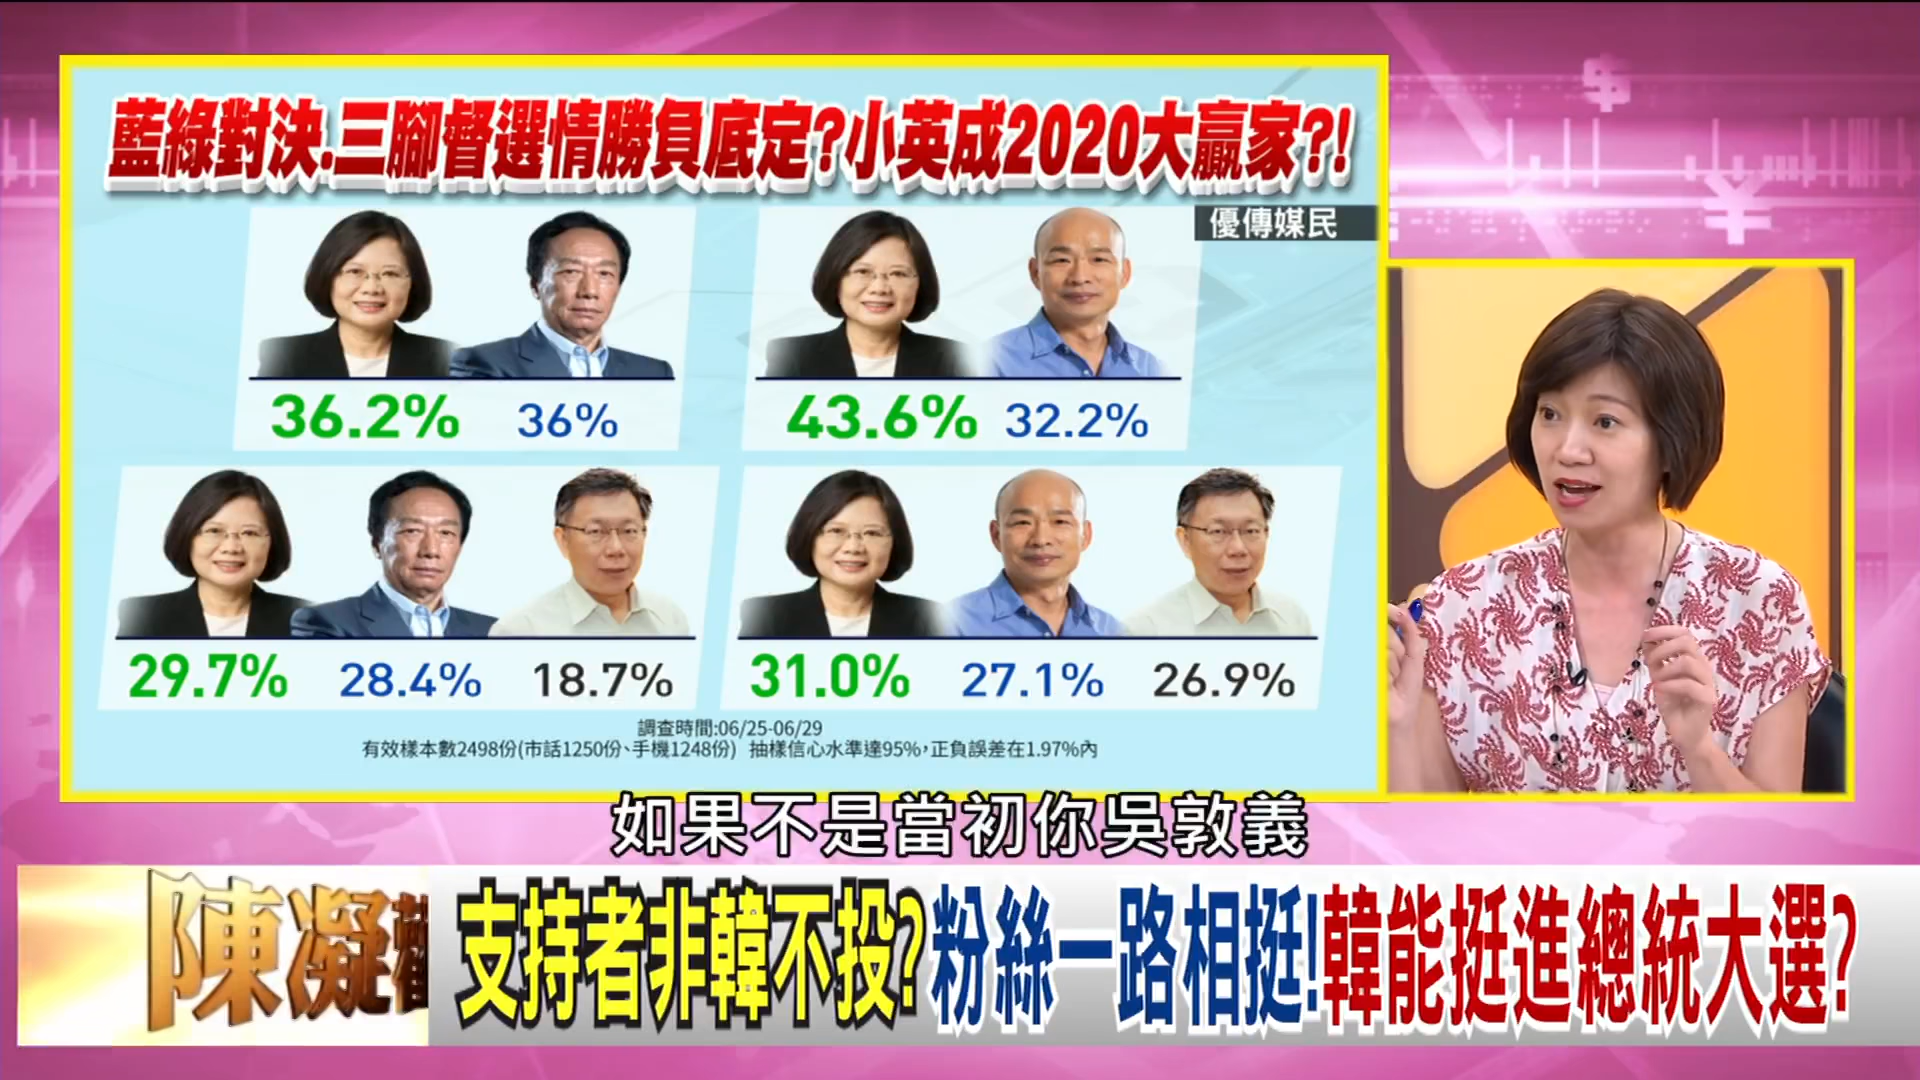 藍綠對決.三腳督選情勝負底定?小英成2020大贏家?!
優傳媒民
36.2% 36%
43.6% 32.2%
29.7% 28.4% 18.7%
31.0% 27.1% 26.9%
調查時間:06/25-06/29
有效樣本數2498份(市話1250份、手機1248份) 抽樣信心水準達95%,正負誤差在1.97%內
如果不是當初你吳敦義
陳凝觀
支持者非韓不投?粉絲一路相挺!韓能挺進總統大選?